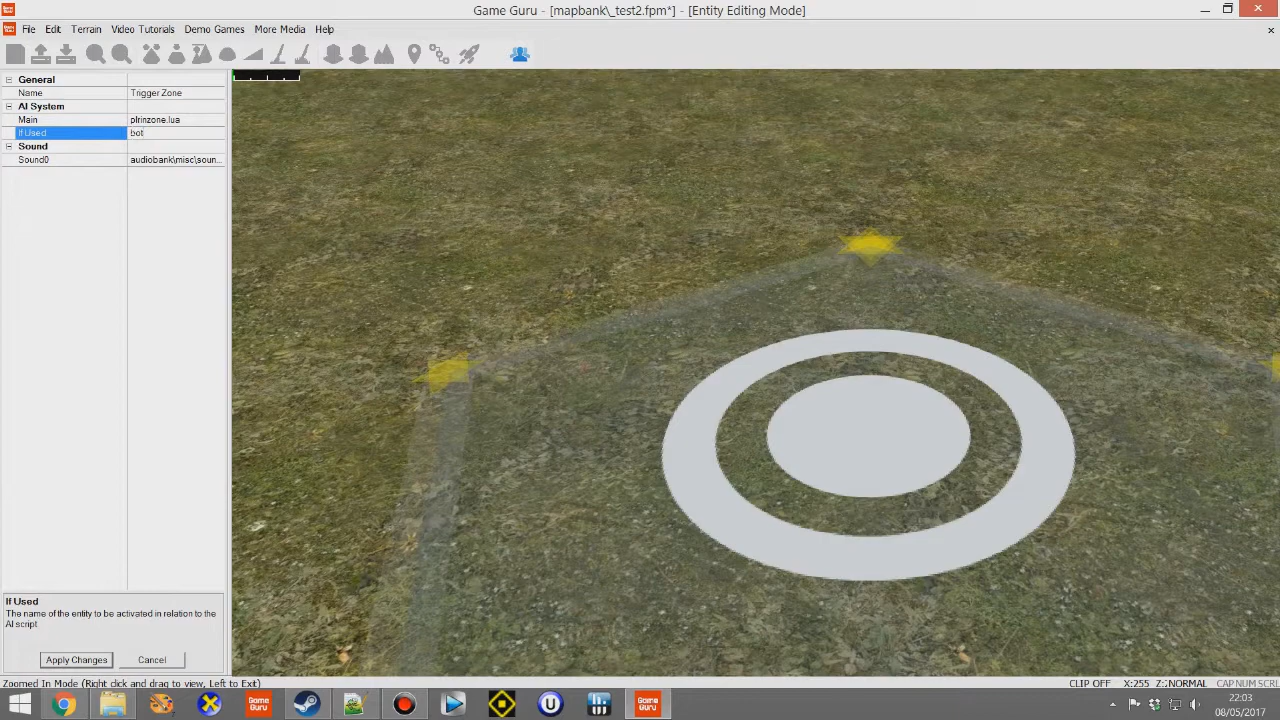 Game Guru - [mapbank\_test2.fpm*] - [Entity Editing Mode]
File Edit Terrain Video Tutorials Demo Games More Media Help
General
Name Trigger Zone
AI System
Main plrinzone.lua
If Used bot
Sound
Sound0 audiobank\misc\soun...
If Used
The name of the entity to be activated in relation to the
AI script
Apply Changes Cancel
Zoomed In Mode (Right click and drag to view, Left to Exit) CLIP OFF X:255 Z:;NORMAL CAP NUM SCRL
GAME GURU
GAME GURU
22:03
08/05/2017